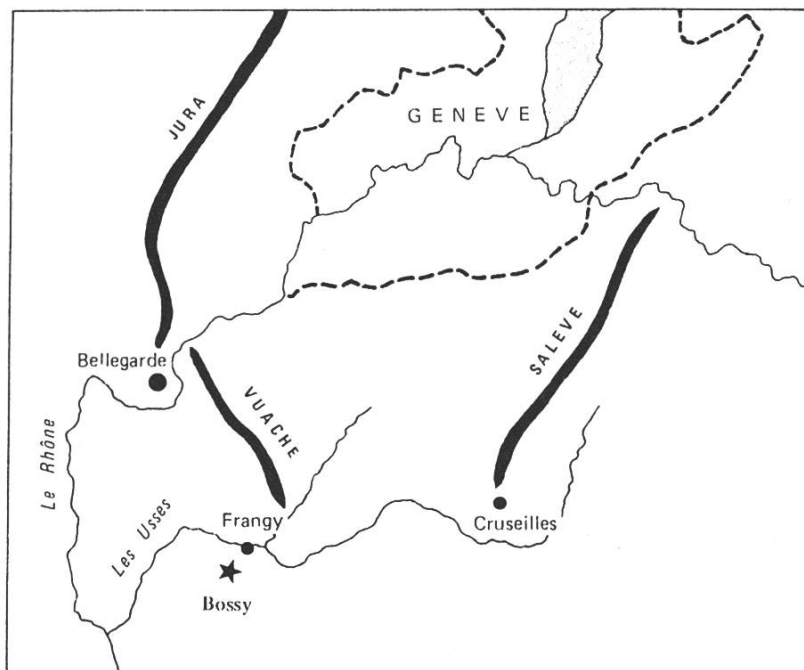 JURA
GENEVE
Bellegarde
SALEVE
VUACHE
Le Rhône
Les Usses
Frangy
Cruseilles
Bossy